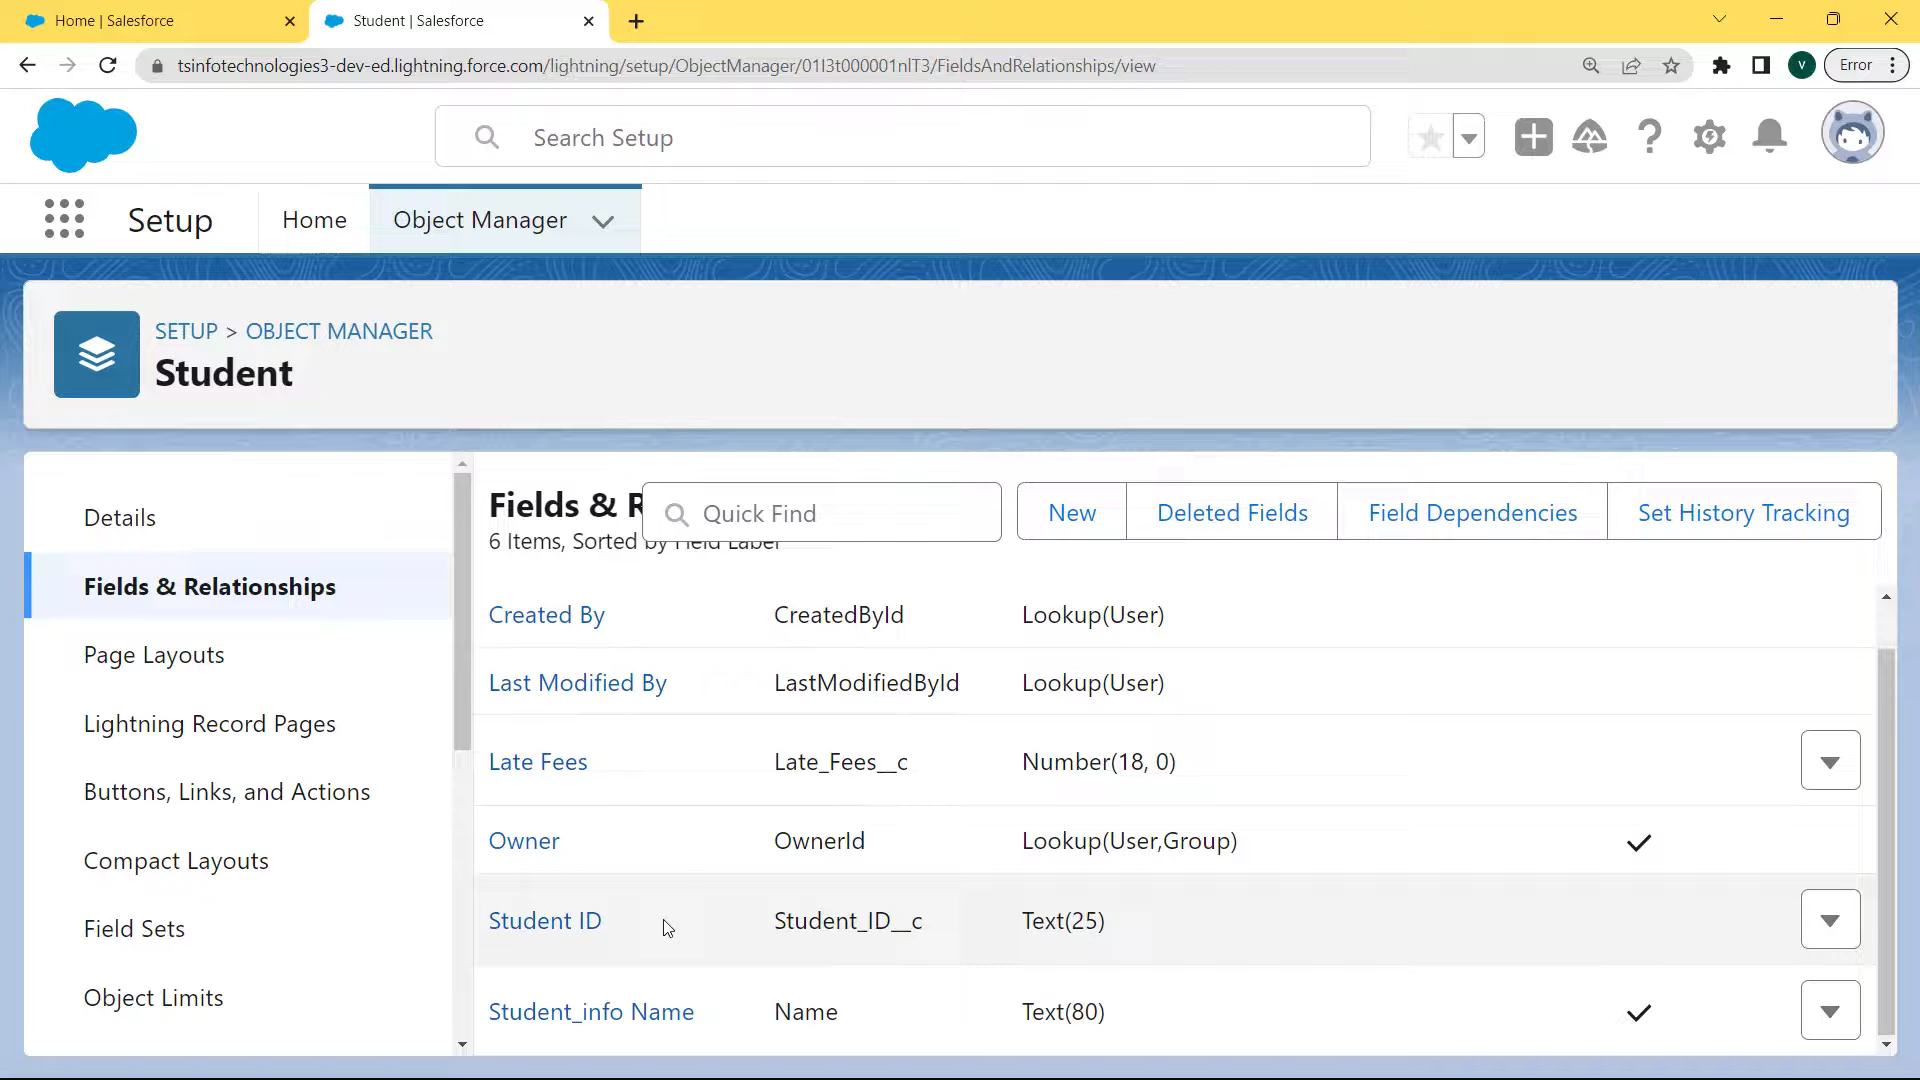 Home | Salesforce
Student | Salesforce
tsinfotechnologies3-dev-ed.lightning.force.com/lightning/setup/ObjectManager/01I3t000001nlT3/FieldsAndRelationships/view
V
Error
Search Setup
Setup
Home
Object Manager
SETUP > OBJECT MANAGER
Student
Details
Fields & Relationships
Page Layouts
Lightning Record Pages
Buttons, Links, and Actions
Compact Layouts
Field Sets
Object Limits
Fields & R
Quick Find
New
Deleted Fields
Field Dependencies
Set History Tracking
6 Items, Sorted by Field Label
Created By CreatedById Lookup(User)
Last Modified By LastModifiedById Lookup(User)
Late Fees Late_Fees__c Number(18, 0)
Owner OwnerId Lookup(User,Group)
Student ID Student_ID__c Text(25)
Student_info Name Name Text(80)